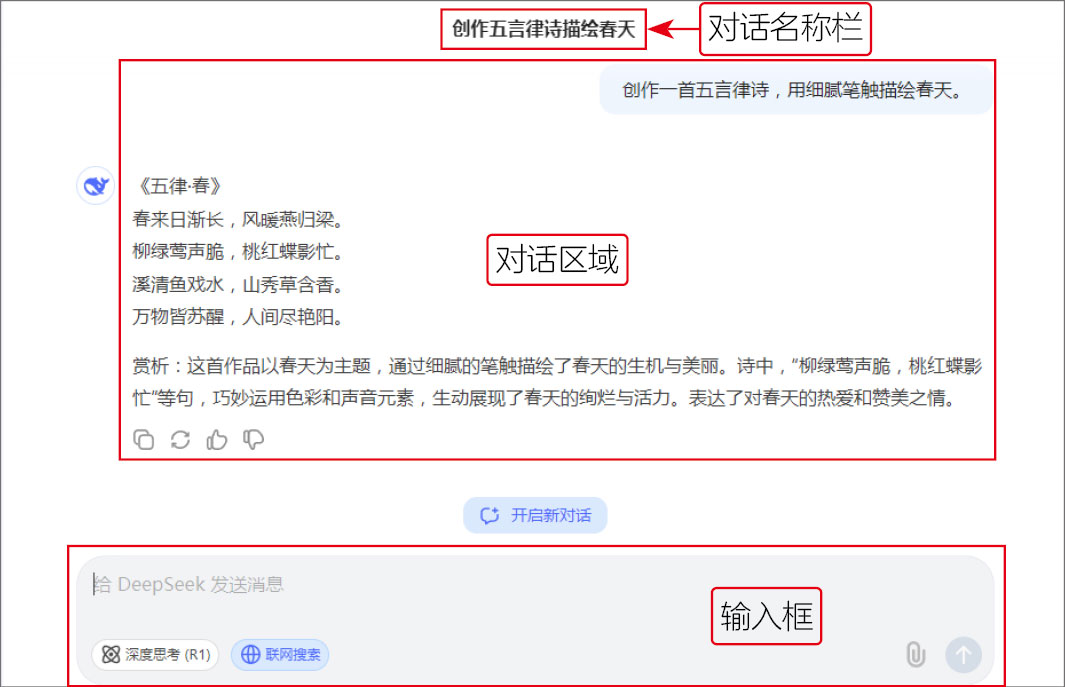 创作五言律诗描绘春天
对话名称栏
创作一首五言律诗，用细腻笔触描绘春天。
《五律·春》
春来日渐长，风暖燕归梁。
柳绿莺声脆，桃红蝶影忙。
对话区域
溪清鱼戏水，山秀草含香。
万物皆苏醒，人间尽艳阳。
赏析：这首作品以春天为主题，通过细腻的笔触描绘了春天的生机与美丽。诗中，“柳绿莺声脆，桃红蝶影
忙”等句，巧妙运用色彩和声音元素，生动展现了春天的绚烂与活力。表达了对春天的热爱和赞美之情。
开启新对话
给 DeepSeek 发送消息
输入框
深度思考 (R1)
联网搜索